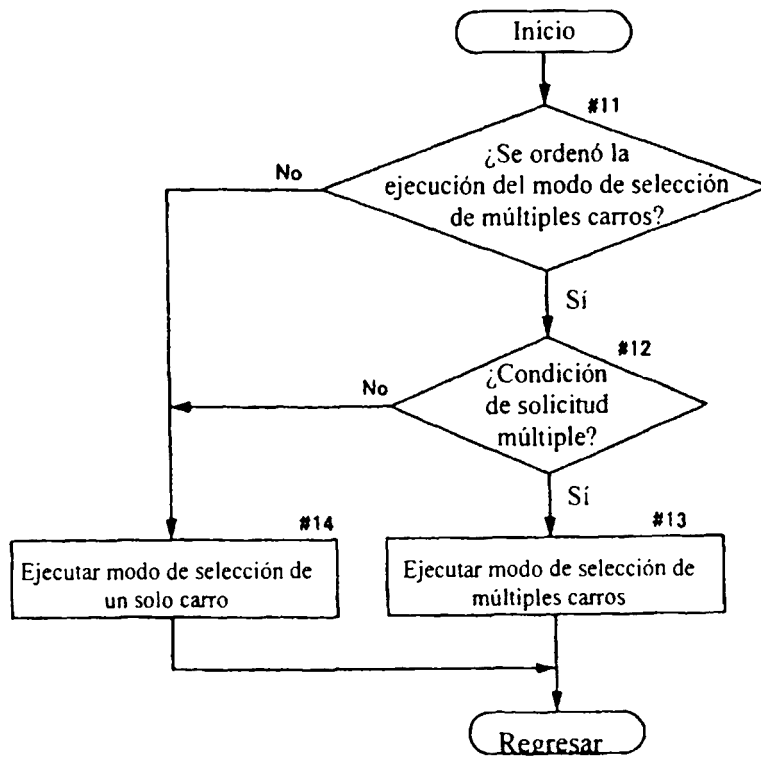 Início
#11
¿Se ordenó la
ejecución del modo de selección
de múltiples carros?
No
Sí
#12
¿Condición
de solicitud
múltiple?
No
Sí
#14
Ejecutar modo de selección de
un solo carro
#13
Ejecutar modo de selección de
múltiples carros
Regresar